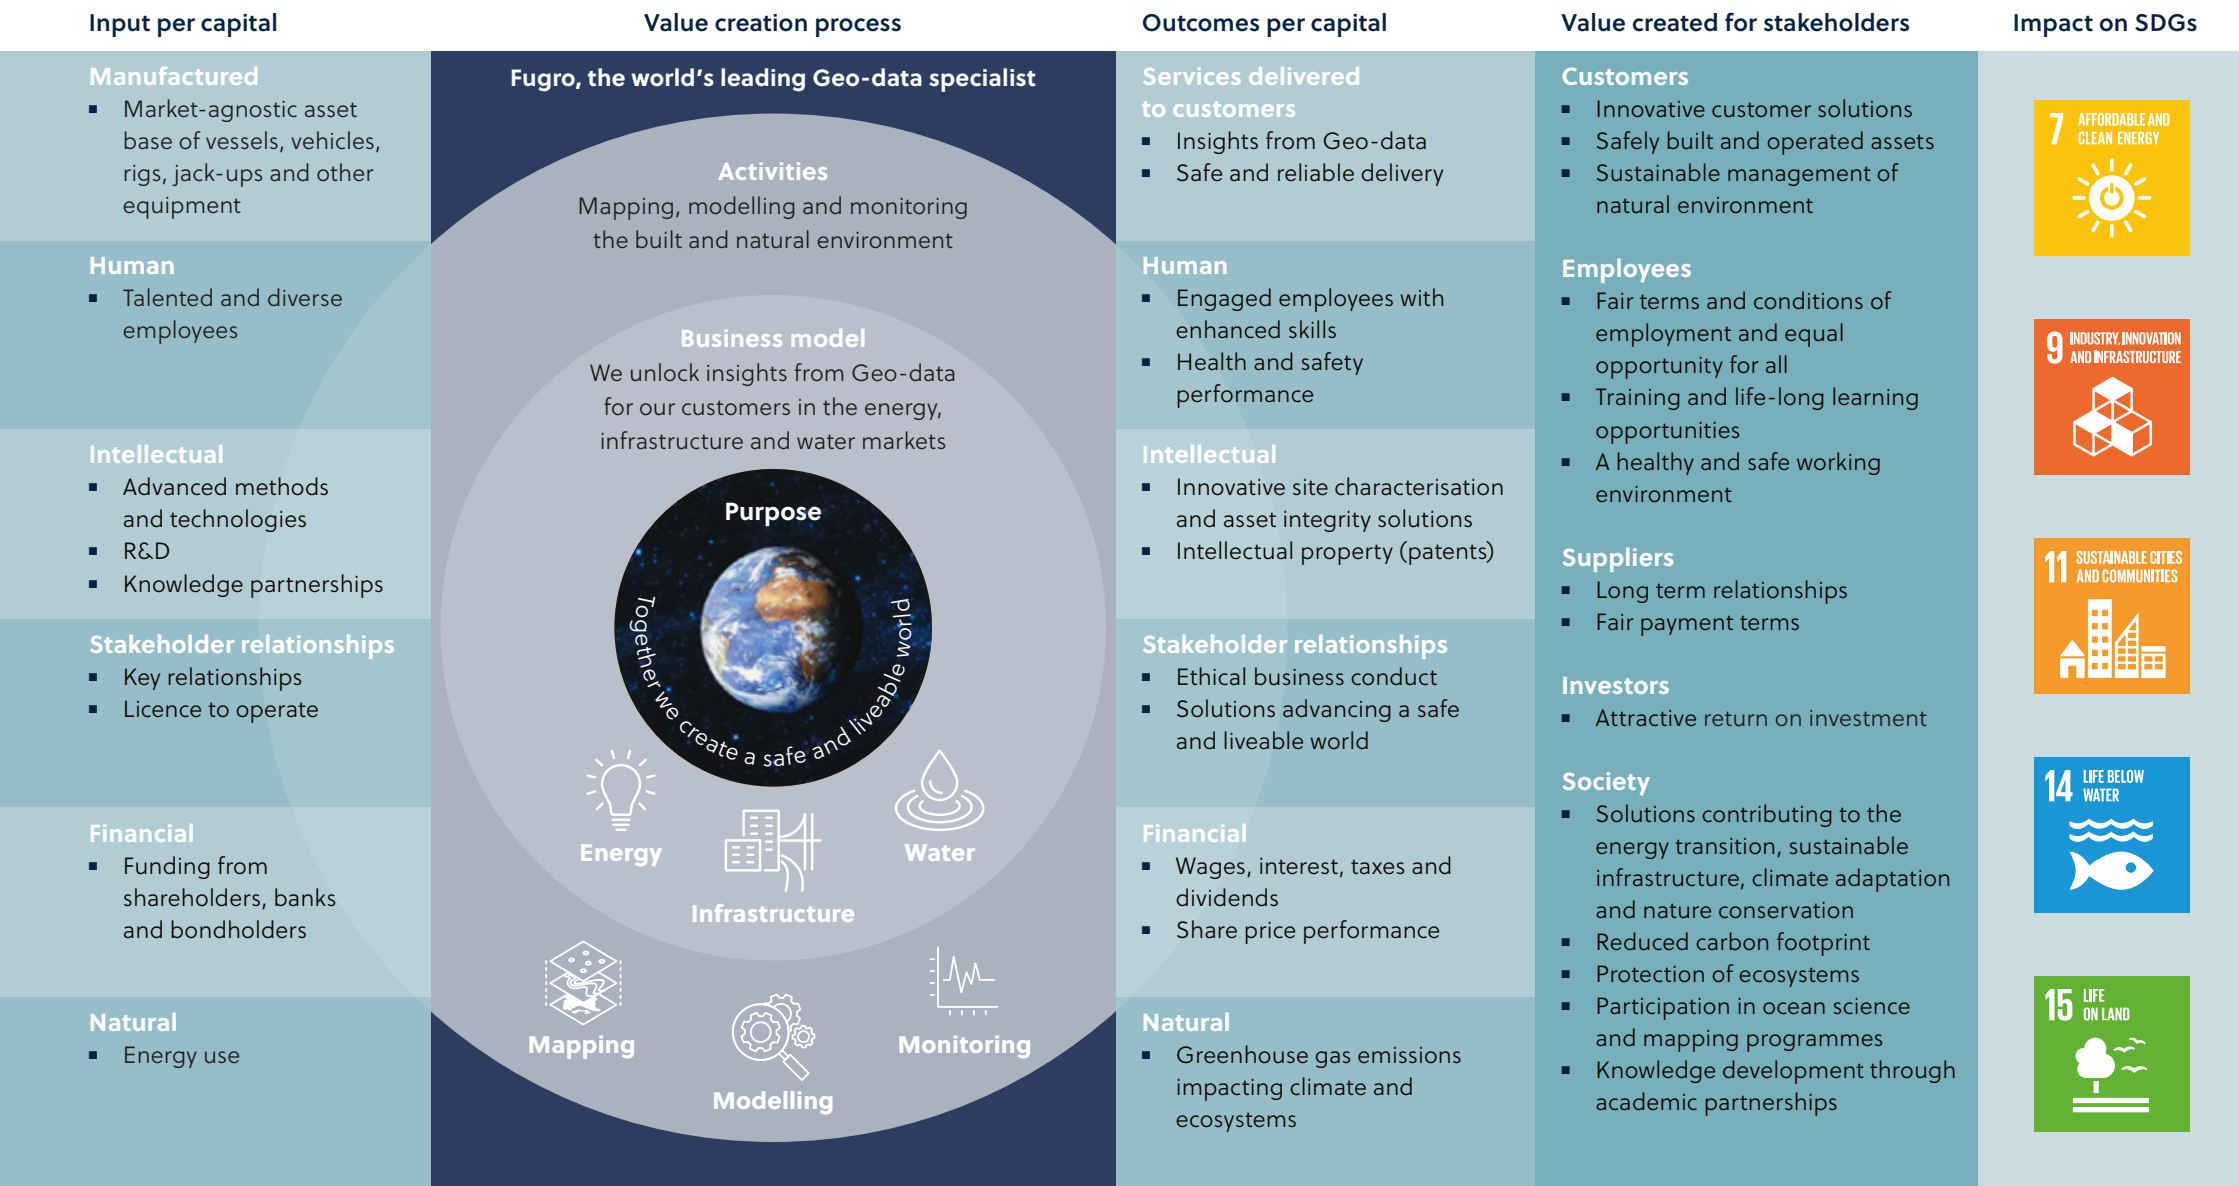 Input per capital
Value creation process
Outcomes per capital
Value created for stakeholders
Impact on SDGs
Manufactured
▪ Market-agnostic asset
base of vessels, vehicles,
rigs, jack-ups and other
equipment
Human
▪ Talented and diverse
employees
Intellectual
▪ Advanced methods
and technologies
▪ R&D
▪ Knowledge partnerships
Stakeholder relationships
▪ Key relationships
▪ Licence to operate
Financial
▪ Funding from
shareholders, banks
and bondholders
Natural
▪ Energy use
Fugro, the world's leading Geo-data specialist
Activities
Mapping, modelling and monitoring
the built and natural environment
Business model
We unlock insights from Geo-data
for our customers in the energy,
infrastructure and water markets
Purpose
Together we create a safe and liveable world
Energy
Water
Infrastructure
Mapping
Monitoring
Modelling
Services delivered
to customers
▪ Insights from Geo-data
▪ Safe and reliable delivery
Human
▪ Engaged employees with
enhanced skills
▪ Health and safety
performance
Intellectual
▪ Innovative site characterisation
and asset integrity solutions
▪ Intellectual property (patents)
Stakeholder relationships
▪ Ethical business conduct
▪ Solutions advancing a safe
and liveable world
Financial
▪ Wages, interest, taxes and
dividends
▪ Share price performance
Natural
▪ Greenhouse gas emissions
impacting climate and
ecosystems
Customers
▪ Innovative customer solutions
▪ Safely built and operated assets
▪ Sustainable management of
natural environment
Employees
▪ Fair terms and conditions of
employment and equal
opportunity for all
▪ Training and life-long learning
opportunities
▪ A healthy and safe working
environment
Suppliers
▪ Long term relationships
▪ Fair payment terms
Investors
▪ Attractive return on investment
Society
▪ Solutions contributing to the
energy transition, sustainable
infrastructure, climate adaptation
and nature conservation
▪ Reduced carbon footprint
▪ Protection of ecosystems
▪ Participation in ocean science
and mapping programmes
▪ Knowledge development through
academic partnerships
7 AFFORDABLE AND
CLEAN ENERGY
9 INDUSTRY, INNOVATION
AND INFRASTRUCTURE
11 SUSTAINABLE CITIES
AND COMMUNITIES
14 LIFE BELOW
WATER
15 LIFE
ON LAND